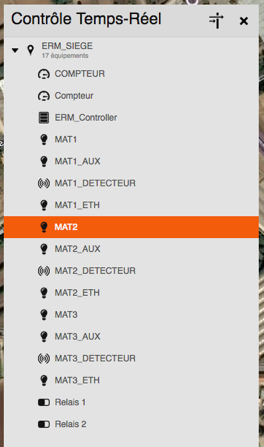 Contrôle Temps-Réel
ERM_SIEGE
17 équipements
COMPTEUR
Compteur
ERM_Controller
MAT1
MAT1_AUX
MAT1_DETECTEUR
MAT1_ETH
MAT2
MAT2_AUX
MAT2_DETECTEUR
MAT2_ETH
MAT3
MAT3_AUX
MAT3_DETECTEUR
MAT3_ETH
Relais 1
Relais 2